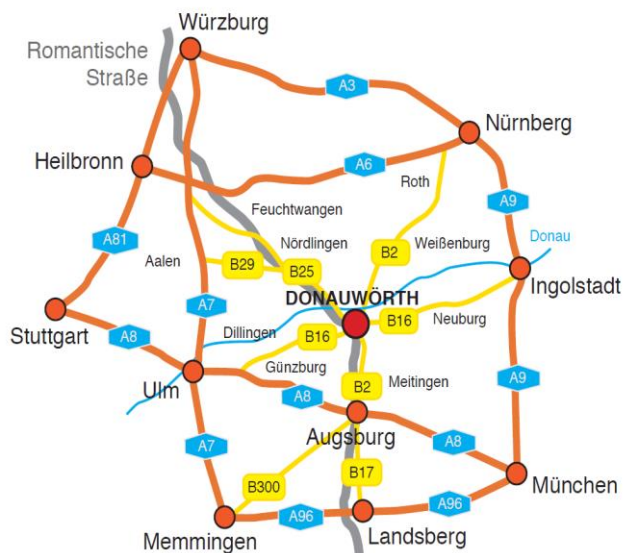 Würzburg
Romantische
Straße
A3
Nürnberg
Heilbronn
A6
Roth
A9
Feuchtwangen
A81
Nördlingen
B2
Weißenburg
Donau
Aalen
B29
B25
Ingolstadt
DONAUWÖRTH
A7
Dillingen
B16
B16
Neuburg
Stuttgart
A8
Günzburg
B2
Meitingen
A9
Ulm
A8
Augsburg
A8
A7
B17
B300
München
A96
A96
Memmingen
Landsberg